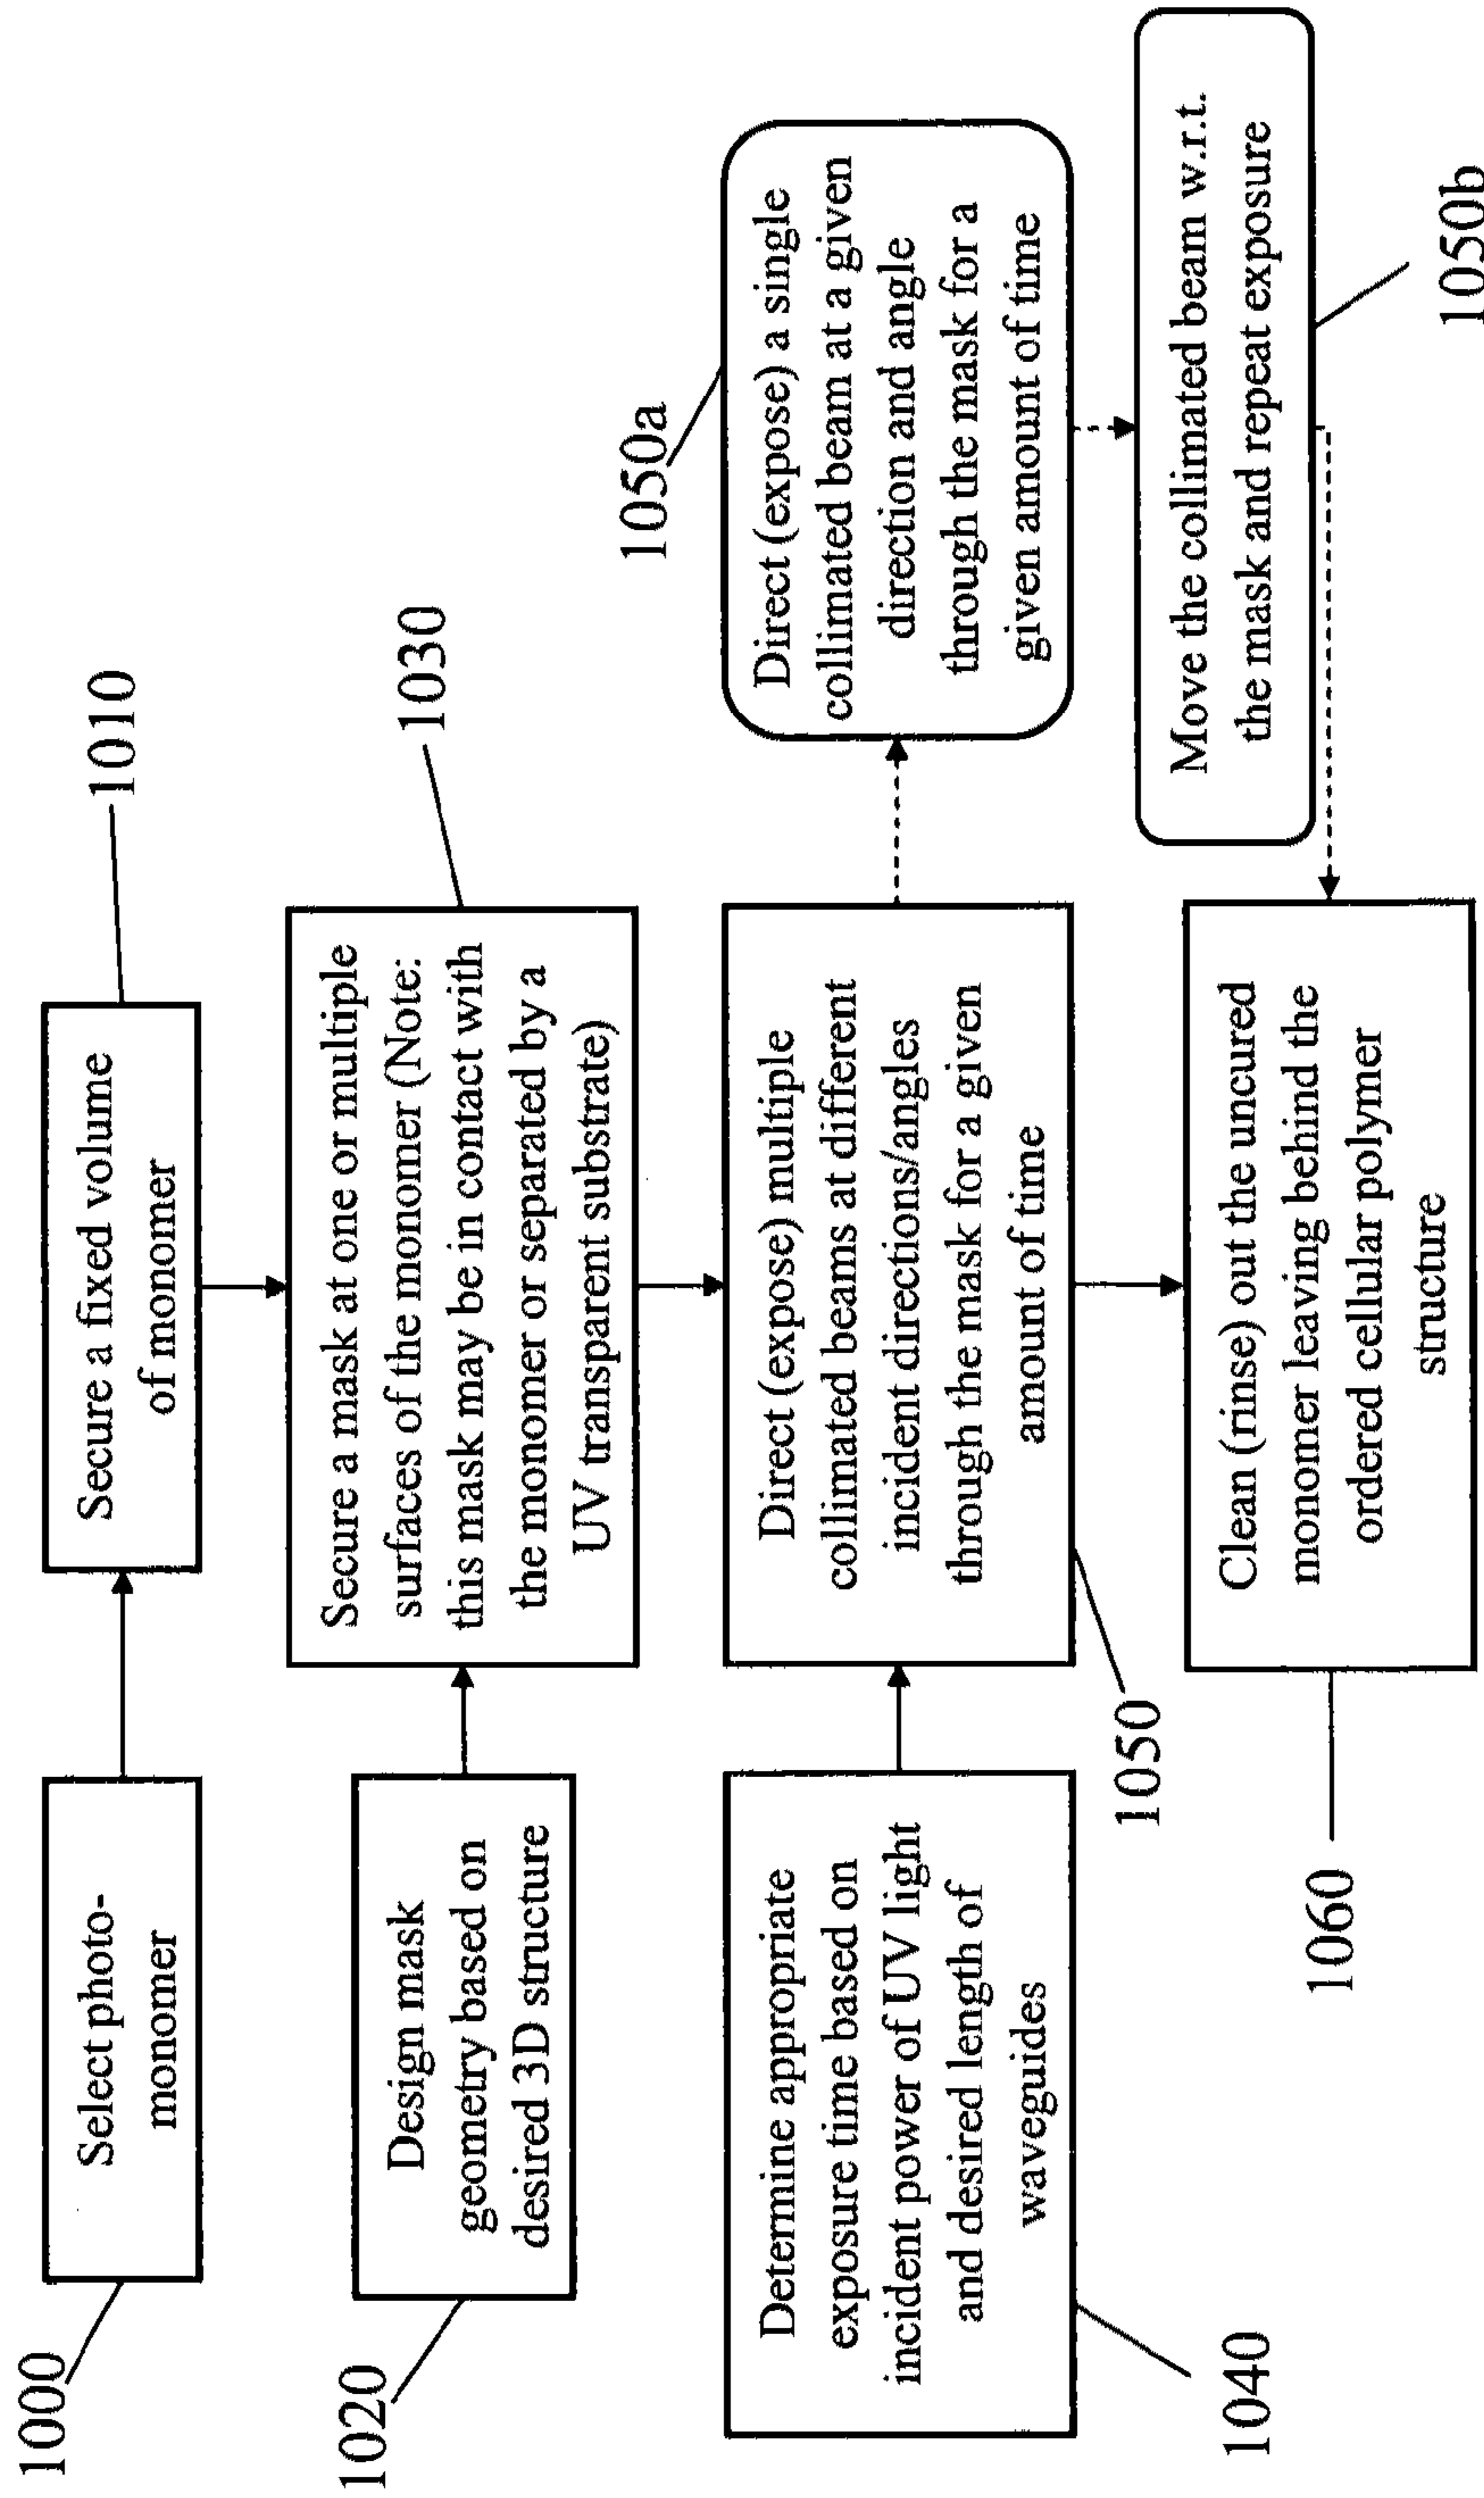 1000
Select photo-
monomer
Secure a fixed volume
of monomer
1010
1020
Design mask
geometry based on
desired 3D structure
Secure a mask at one or multiple
surfaces of the monomer (Note:
this mask may be in contact with
the monomer or separated by a
UV transparent substrate)
1030
Determine appropriate
exposure time based on
incident power of UV light
and desired length of
waveguides
1040
Direct (expose) multiple
collimated beams at different
incident directions/angles
through the mask for a given
amount of time
1050
Direct (expose) a single
collimated beam at a given
direction and angle
through the mask for a
given amount of time
1050a
Move the collimated beam w.r.t.
the mask and repeat exposure
1050b
Clean (rinse) out the uncured
monomer leaving behind the
ordered cellular polymer
structure
1060